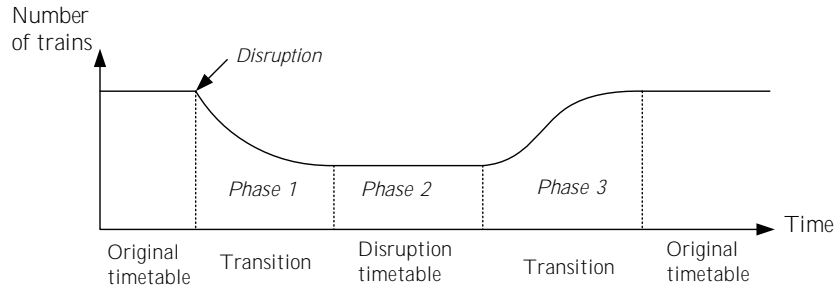 Number
of trains
Disruption
Phase 1
Phase 2
Phase 3
Time
Original
timetable
Transition
Disruption
timetable
Transition
Original
timetable